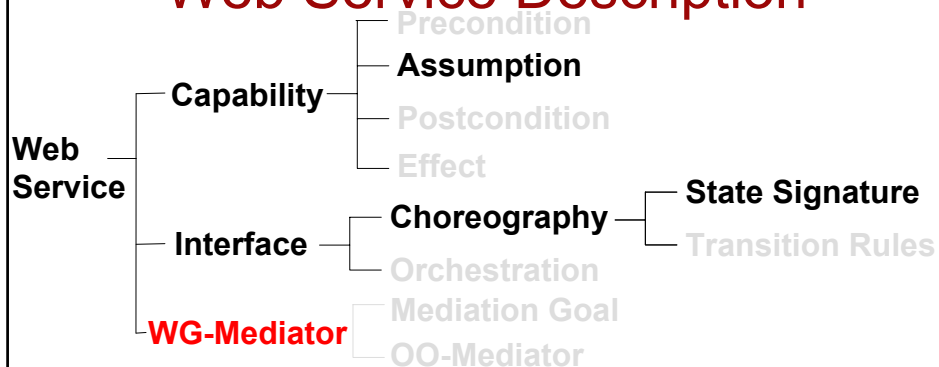 Web Service Description
Precondition
Assumption
Capability
Postcondition
Effect
Web
Service
State Signature
Choreography
Transition Rules
Interface
Orchestration
Mediation Goal
WG-Mediator
OO-Mediator